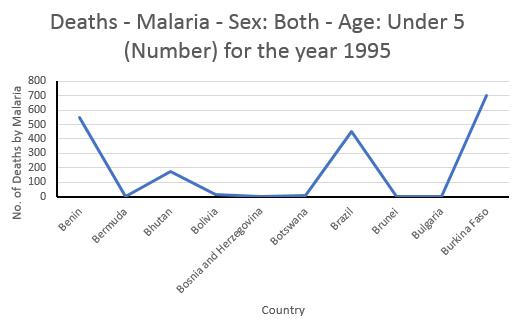 Deaths - Malaria - Sex: Both - Age: Under 5
(Number) for the year 1995
No. of Deaths by Malaria
800
700
600
500
400
300
200
100
0
Benin
Bermuda
Bhutan
Bolivia
Bosnia and Herzegovina
Botswana
Brazil
Brunei
Bulgaria
Burkina Faso
Country